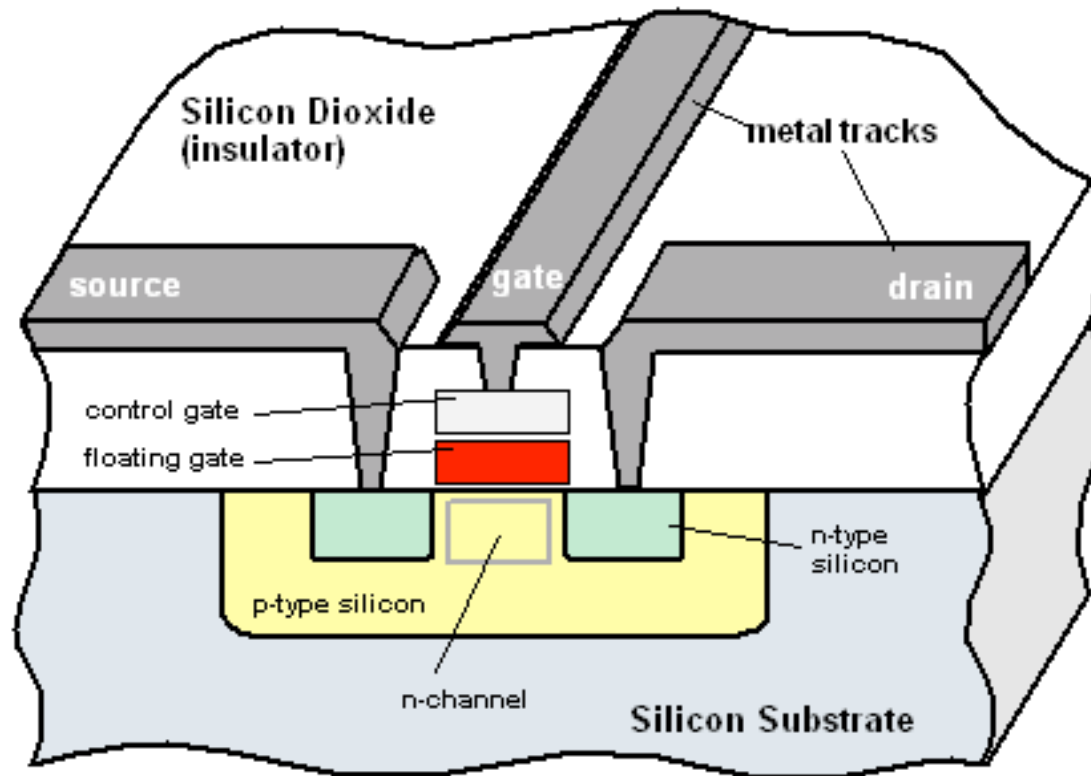 Silicon Dioxide
(insulator)
metal tracks
source
gate
drain
control gate
floating gate
n-type
silicon
p-type silicon
n-channel
Silicon Substrate